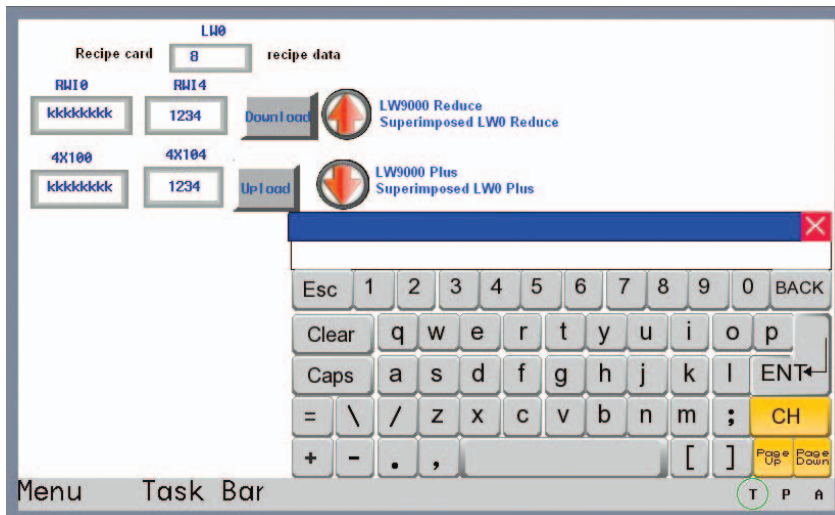 LW0
Recipe card 8 recipe data
RWI0 RWI4
kkkkkkkk 1234 Download LW9000 Reduce
Superimposed LW0 Reduce
4X100 4X104
kkkkkkkk 1234 Upload LW9000 Plus
Superimposed LW0 Plus
Esc 1 2 3 4 5 6 7 8 9 0 BACK
Clear q w e r t y u i o p
Caps a s d f g h j k l ENT
= \ / z x c v b n m ; CH
+ - . , [ ] Page Up Page Down
Menu Task Bar T P A